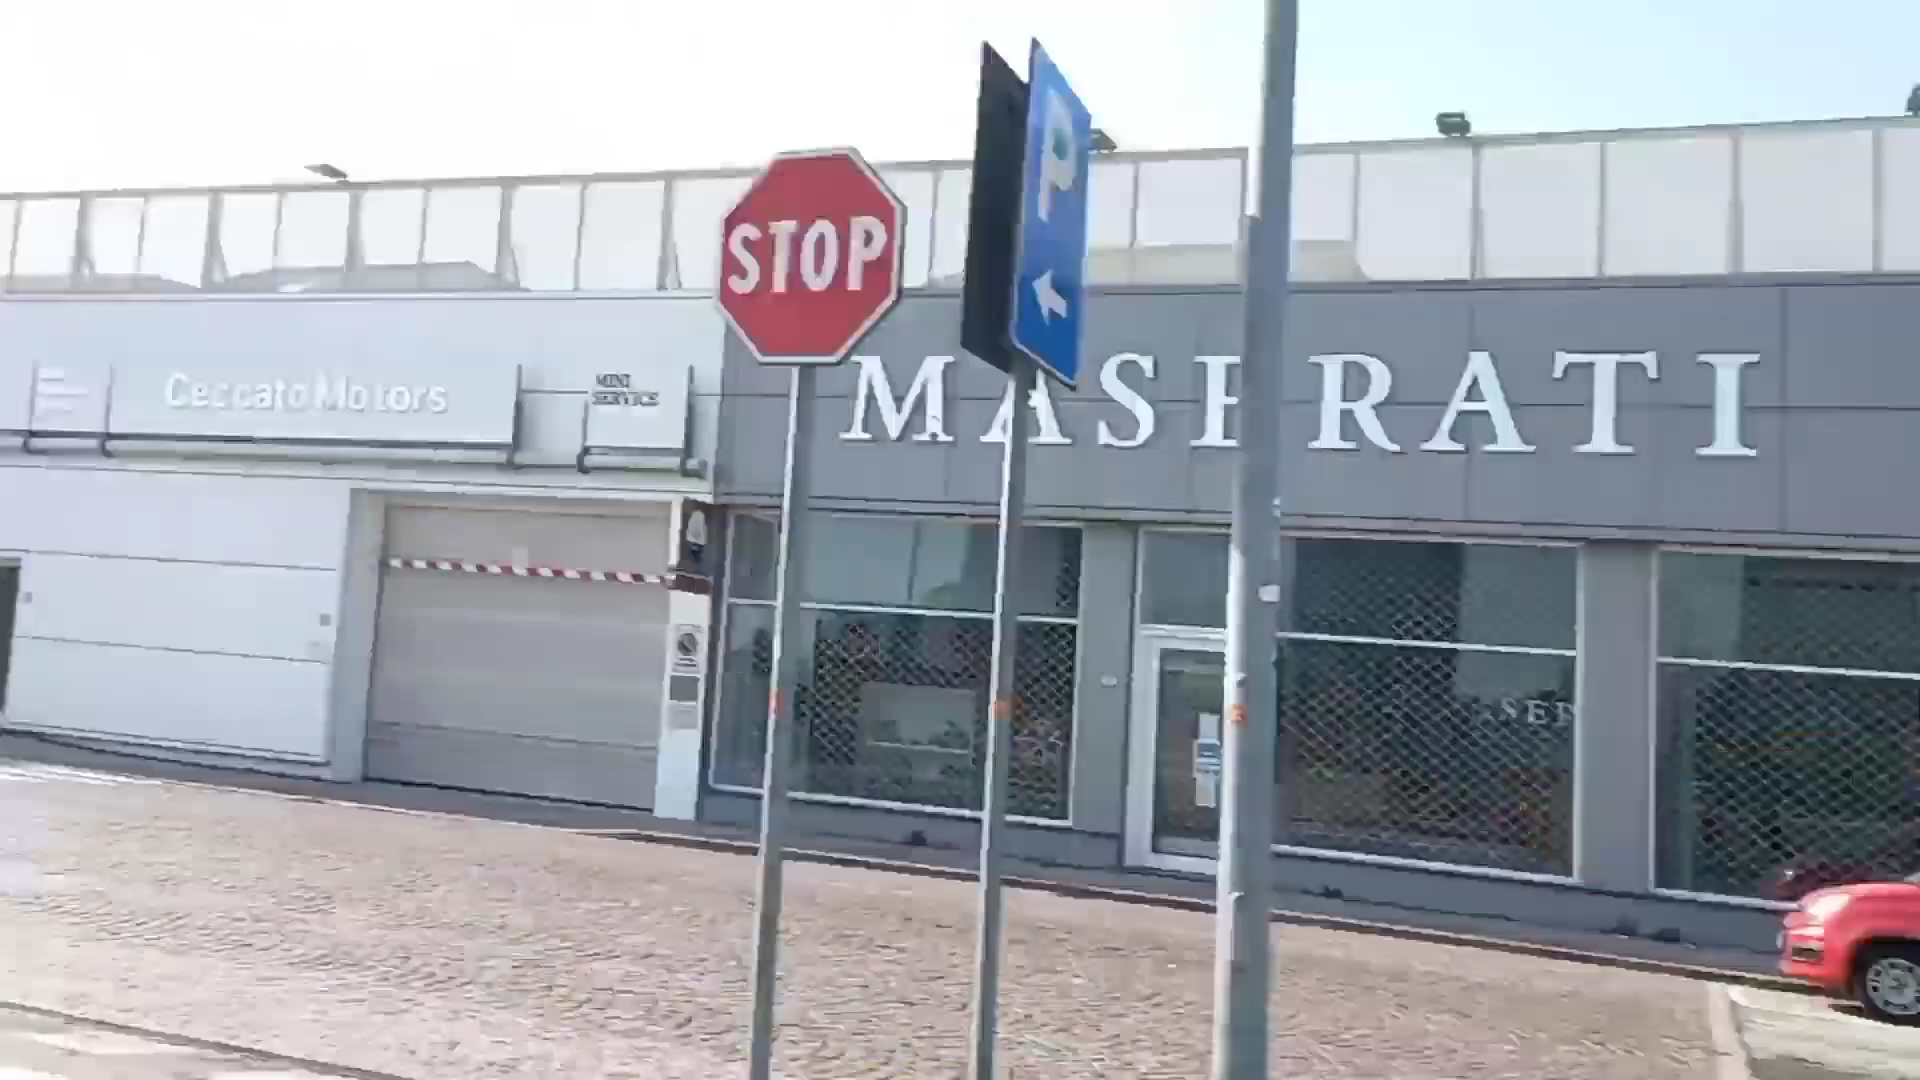 STOP
P
Ceccato Motors
MINI
SERVICE
MASERATI